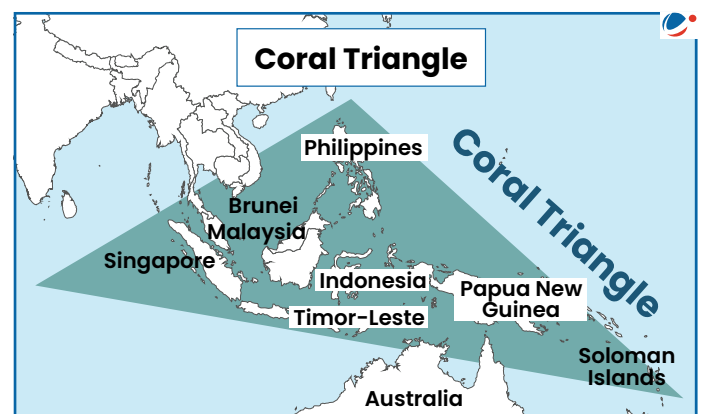 Coral Triangle
Philippines
Coral Triangle
Brunei
Malaysia
Singapore
Indonesia
Papua New
Guinea
Timor-Leste
Soloman
Islands
Australia